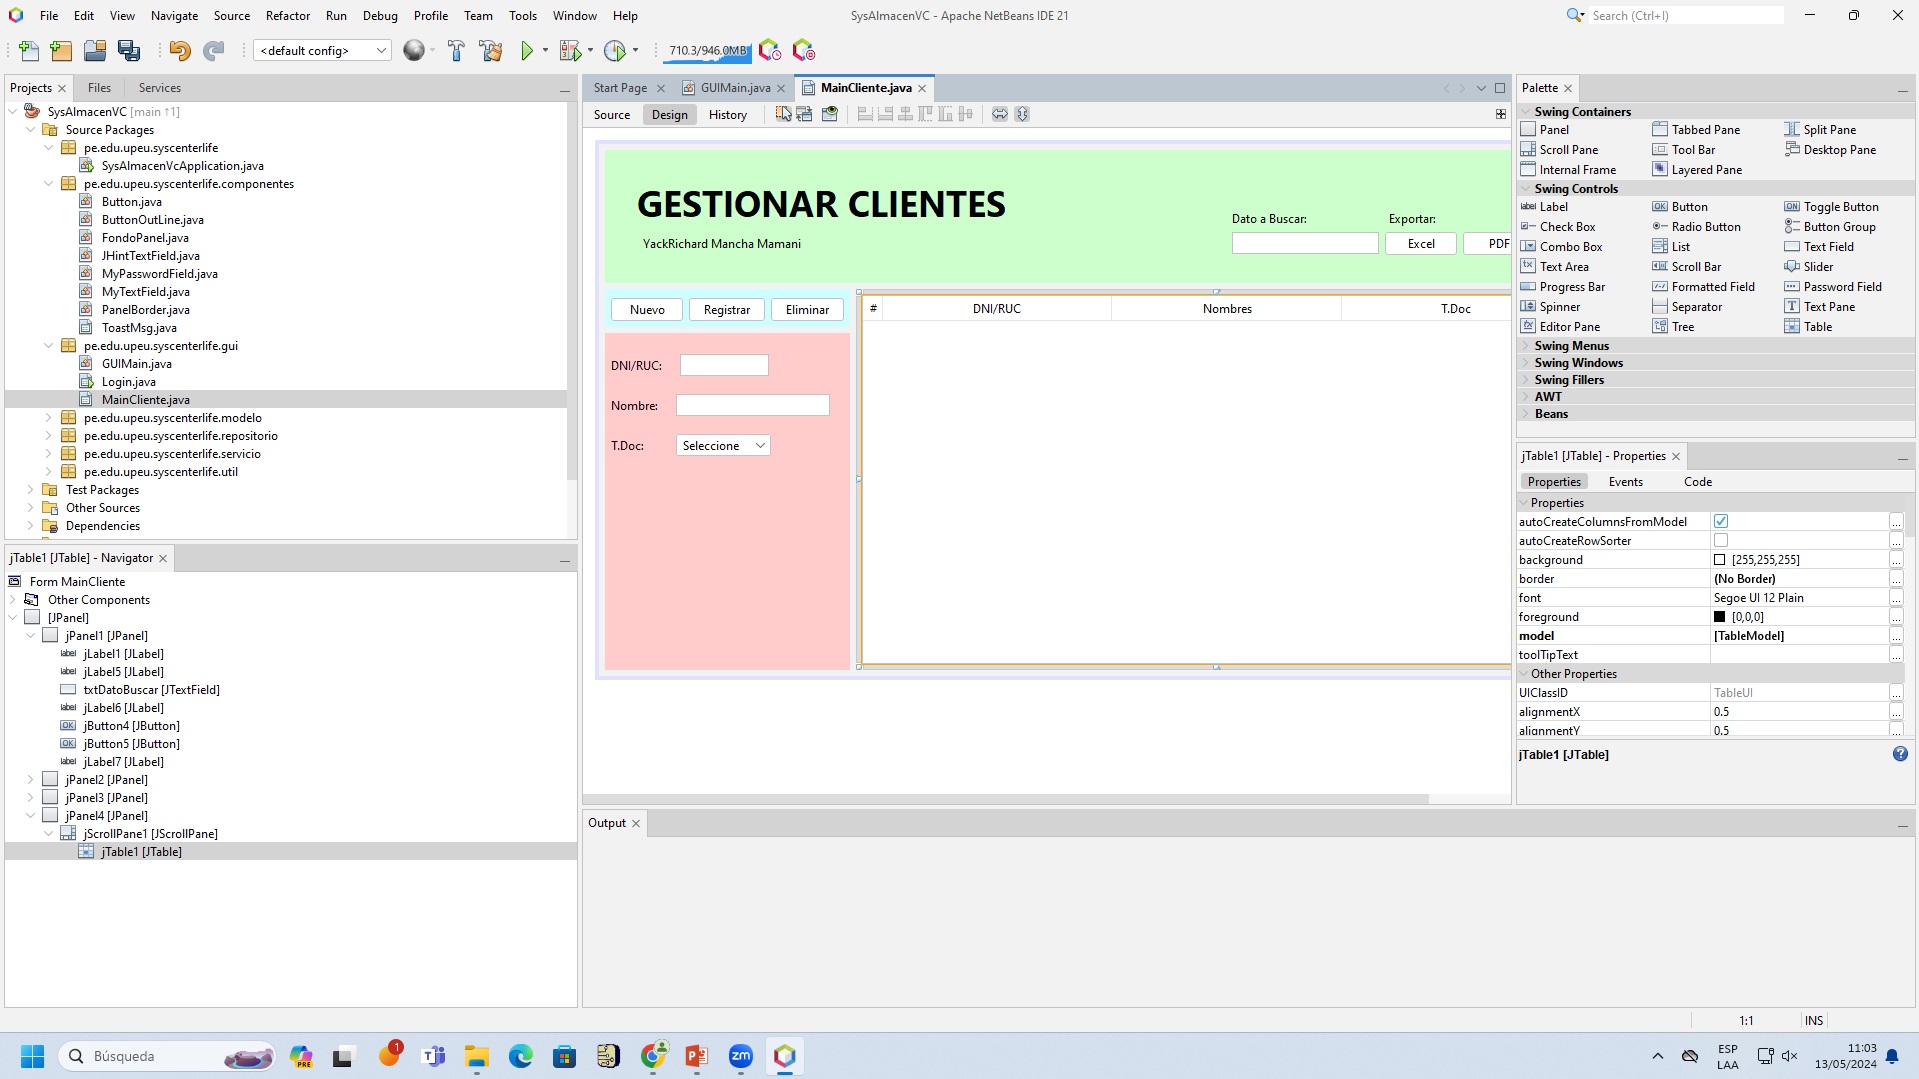 File Edit View Navigate Source Refactor Run Debug Profile Team Tools Window Help
SysAlmacenVC - Apache NetBeans IDE 21
Search (Ctrl+I)
<default config>
710.3/946.0MB
Projects
Files
Services
SysAlmacenVC [main ↑1]
Source Packages
pe.edu.upeu.syscenterlife
SysAlmacenVcApplication.java
pe.edu.upeu.syscenterlife.componentes
Button.java
ButtonOutLine.java
FondoPanel.java
JHintTextField.java
MyPasswordField.java
MyTextField.java
PanelBorder.java
ToastMsg.java
pe.edu.upeu.syscenterlife.gui
GUIMain.java
Login.java
MainCliente.java
pe.edu.upeu.syscenterlife.modelo
pe.edu.upeu.syscenterlife.repositorio
pe.edu.upeu.syscenterlife.servicio
pe.edu.upeu.syscenterlife.util
Test Packages
Other Sources
Dependencies
jTable1 [JTable] - Navigator
Form MainCliente
Other Components
[JPanel]
jPanel1 [JPanel]
jLabel1 [JLabel]
jLabel5 [JLabel]
txtDatoBuscar [JTextField]
jLabel6 [JLabel]
jButton4 [JButton]
jButton5 [JButton]
jLabel7 [JLabel]
jPanel2 [JPanel]
jPanel3 [JPanel]
jPanel4 [JPanel]
jScrollPane1 [JScrollPane]
jTable1 [JTable]
Start Page
GUIMain.java
MainCliente.java
Source Design History
GESTIONAR CLIENTES
YackRichard Mancha Mamani
Dato a Buscar:
Exportar:
Excel
PDF
Nuevo
Registrar
Eliminar
DNI/RUC:
Nombre:
T.Doc:
Seleccione
# DNI/RUC Nombres T.Doc
Output
Palette
Swing Containers
Panel Tabbed Pane Split Pane
Scroll Pane Tool Bar Desktop Pane
Internal Frame Layered Pane
Swing Controls
Label Button Toggle Button
Check Box Radio Button Button Group
Combo Box List Text Field
Text Area Scroll Bar Slider
Progress Bar Formatted Field Password Field
Spinner Separator Text Pane
Editor Pane Tree Table
Swing Menus
Swing Windows
Swing Fillers
AWT
Beans
jTable1 [JTable] - Properties
Properties Events Code
Properties
autoCreateColumnsFromModel
autoCreateRowSorter
background [255,255,255]
border (No Border)
font Segoe UI 12 Plain
foreground [0,0,0]
model [TableModel]
toolTipText
Other Properties
UIClassID TableUI
alignmentX 0.5
alignmentY 0.5
jTable1 [JTable]
1:1 INS
Búsqueda
PRE
1
zm
ESP
LAA
11:03
13/05/2024